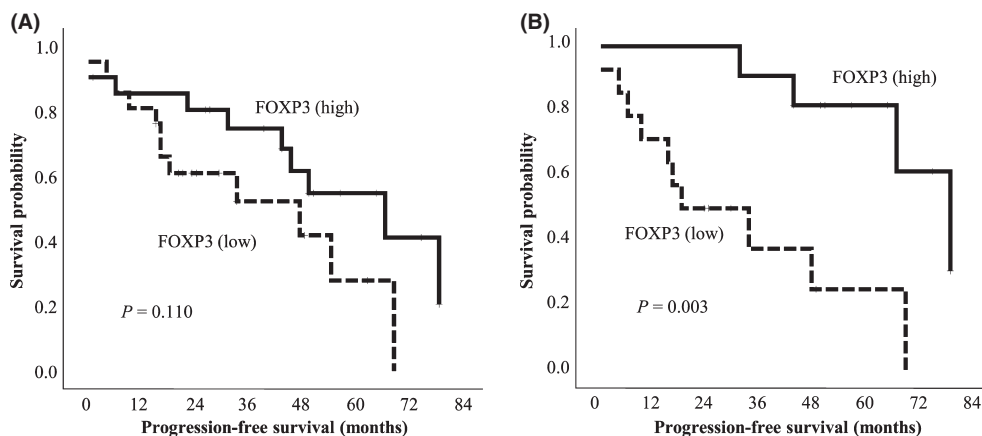 (A)
1.0
0.8
0.6
0.4
0.2
0.0
Survival probability
FOXP3 (high)
FOXP3 (low)
P = 0.110
0 12 24 36 48 60 72 84
Progression-free survival (months)
(B)
1.0
0.8
0.6
0.4
0.2
0.0
Survival probability
FOXP3 (high)
FOXP3 (low)
P = 0.003
0 12 24 36 48 60 72 84
Progression-free survival (months)